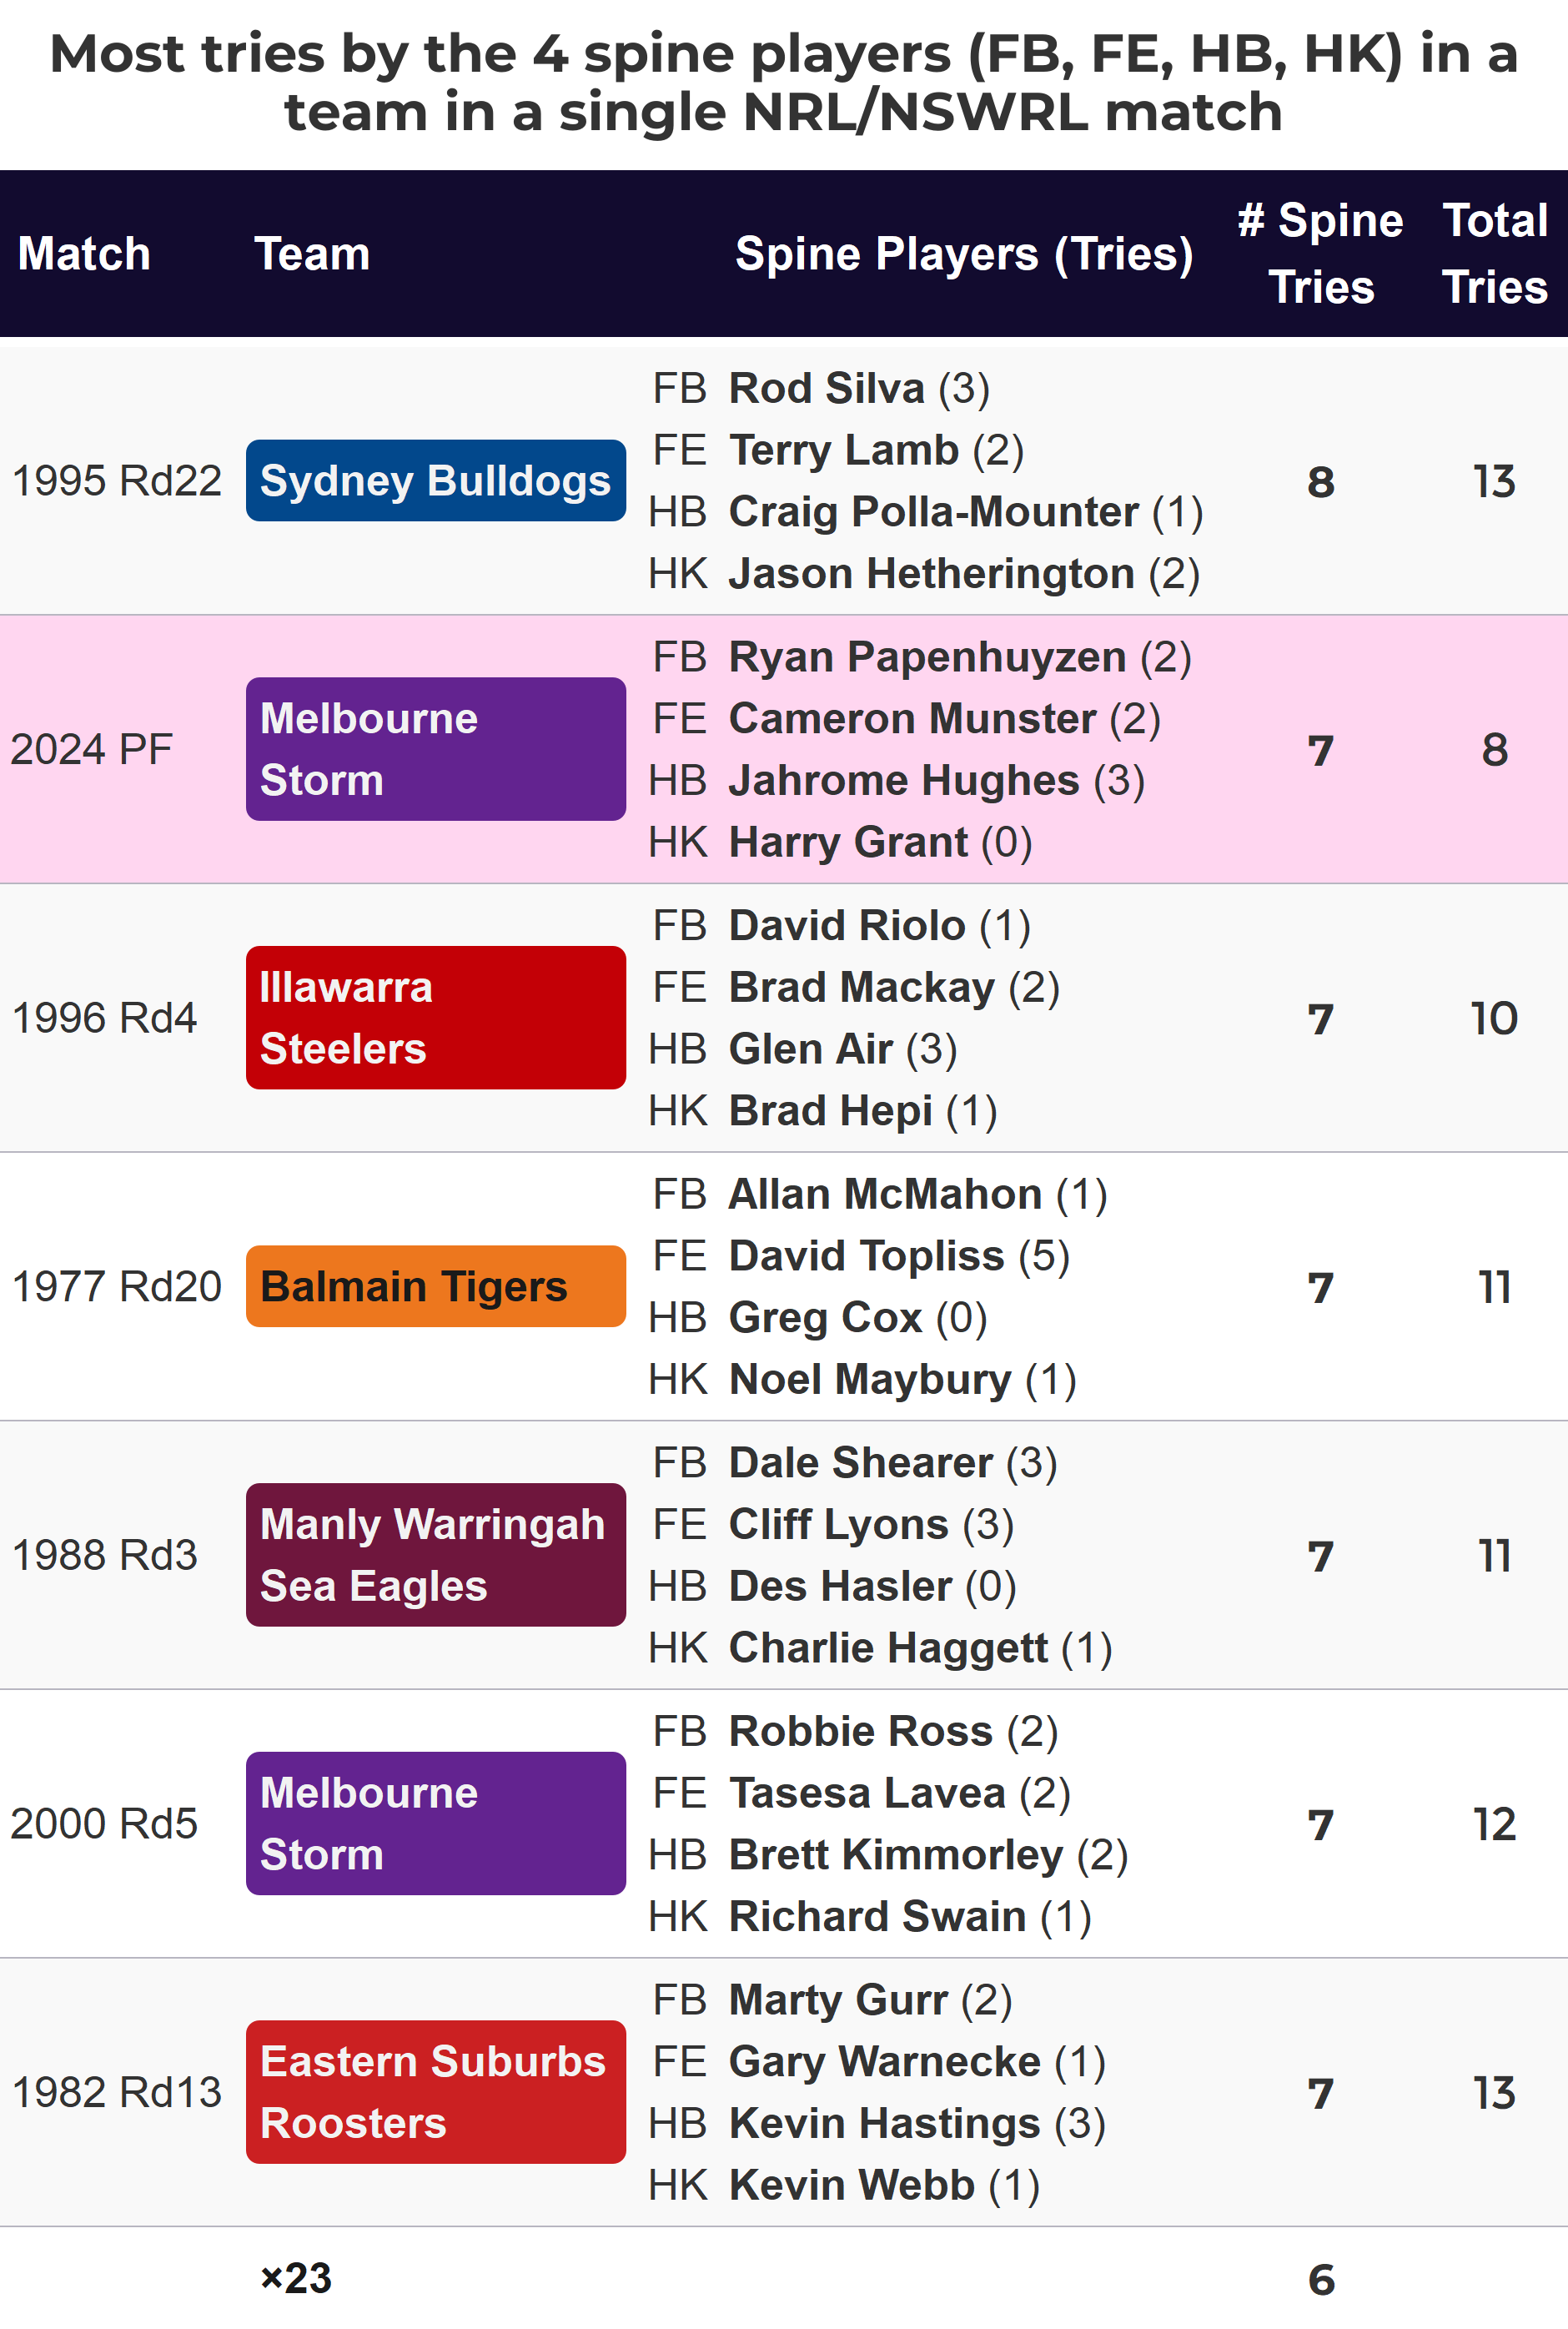 Most tries by the 4 spine players (FB, FE, HB, HK) in a
team in a single NRL/NSWRL match
Match Team Spine Players (Tries) # Spine Tries Total Tries
1995 Rd22
Sydney Bulldogs
FB Rod Silva (3)
FE Terry Lamb (2)
HB Craig Polla-Mounter (1)
HK Jason Hetherington (2)
8
13
2024 PF
Melbourne
Storm
FB Ryan Papenhuyzen (2)
FE Cameron Munster (2)
HB Jahrome Hughes (3)
HK Harry Grant (0)
7
8
1996 Rd4
Illawarra
Steelers
FB David Riolo (1)
FE Brad Mackay (2)
HB Glen Air (3)
HK Brad Hepi (1)
7
10
1977 Rd20
Balmain Tigers
FB Allan McMahon (1)
FE David Topliss (5)
HB Greg Cox (0)
HK Noel Maybury (1)
7
11
1988 Rd3
Manly Warringah
Sea Eagles
FB Dale Shearer (3)
FE Cliff Lyons (3)
HB Des Hasler (0)
HK Charlie Haggett (1)
7
11
2000 Rd5
Melbourne
Storm
FB Robbie Ross (2)
FE Tasesa Lavea (2)
HB Brett Kimmorley (2)
HK Richard Swain (1)
7
12
1982 Rd13
Eastern Suburbs
Roosters
FB Marty Gurr (2)
FE Gary Warnecke (1)
HB Kevin Hastings (3)
HK Kevin Webb (1)
7
13
×23
6